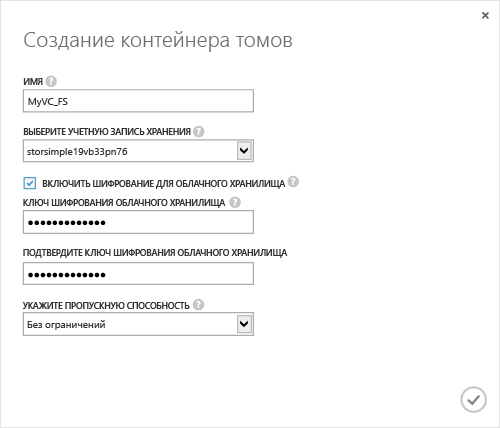 Создание контейнера томов
ИМЯ ?
MyVC_FS
ВЫБЕРИТЕ УЧЕТНУЮ ЗАПИСЬ ХРАНЕНИЯ ?
storsimple19vb33pn76
ВКЛЮЧИТЬ ШИФРОВАНИЕ ДЛЯ ОБЛАЧНОГО ХРАНИЛИЩА ?
КЛЮЧ ШИФРОВАНИЯ ОБЛАЧНОГО ХРАНИЛИЩА ?
●●●●●●●●●●●●●
ПОДТВЕРДИТЕ КЛЮЧ ШИФРОВАНИЯ ОБЛАЧНОГО ХРАНИЛИЩА
●●●●●●●●●●●●●
УКАЖИТЕ ПРОПУСКНУЮ СПОСОБНОСТЬ ?
Без ограничений